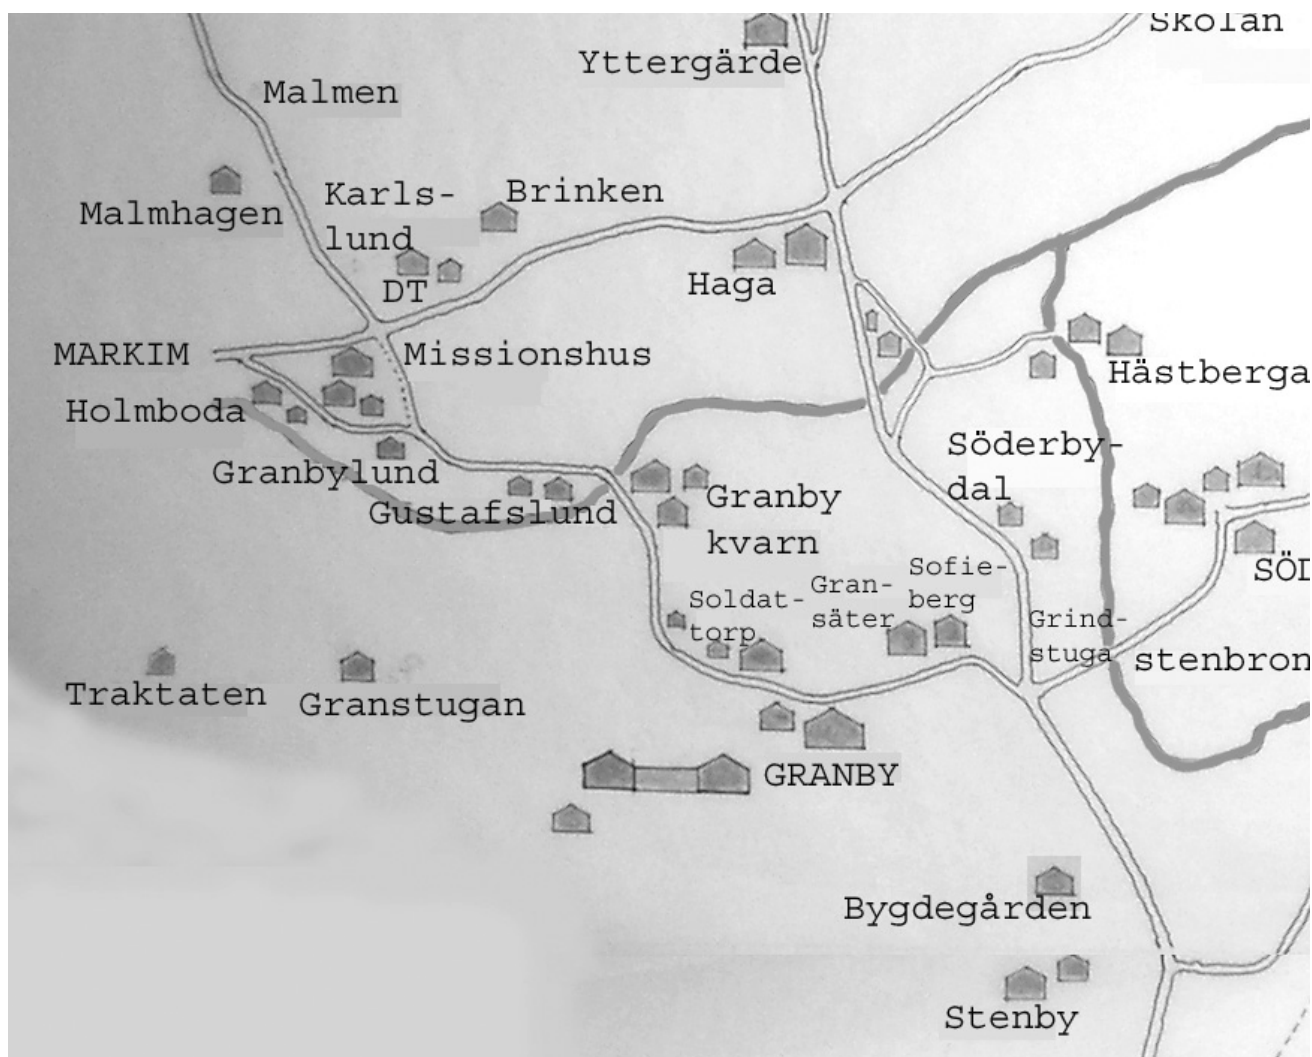 Skolan
Yttergärde
Malmen
Karls-
lund
Brinken
Malmhagen
DT
Haga
MARKIM
Missionshus
Hästberga
Holmboda
Granbylund
Söderby-
dal
Gustafslund
Granby
kvarn
SÖD
Soldat-
torp
Gran-
säter
Sofie-
berg
Grind-
stuga
stenbron
Traktaten
Granstugan
GRANBY
Bygdegården
Stenby